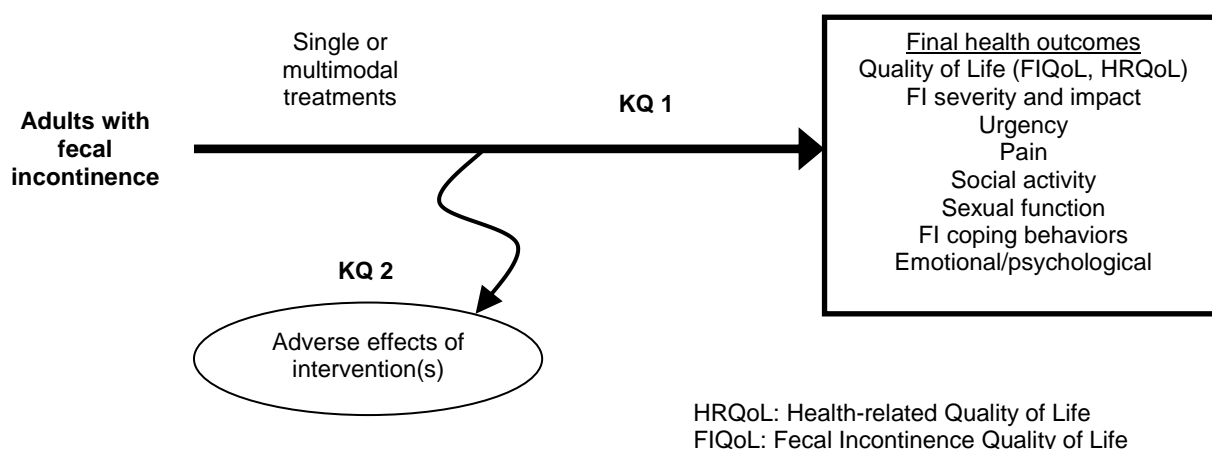 Adults with
fecal
incontinence
Single or
multimodal
treatments
KQ 1
KQ 2
Adverse effects of
intervention(s)
Final health outcomes
Quality of Life (FIQoL, HRQoL)
FI severity and impact
Urgency
Pain
Social activity
Sexual function
FI coping behaviors
Emotional/psychological
HRQoL: Health-related Quality of Life
FIQoL: Fecal Incontinence Quality of Life